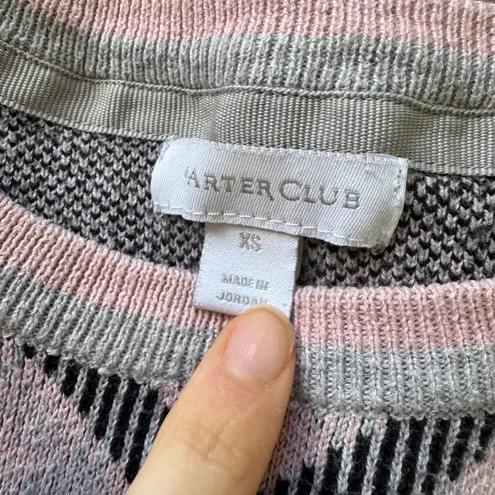 'ARTER CLUB
XS
MADE IN
JORDAN